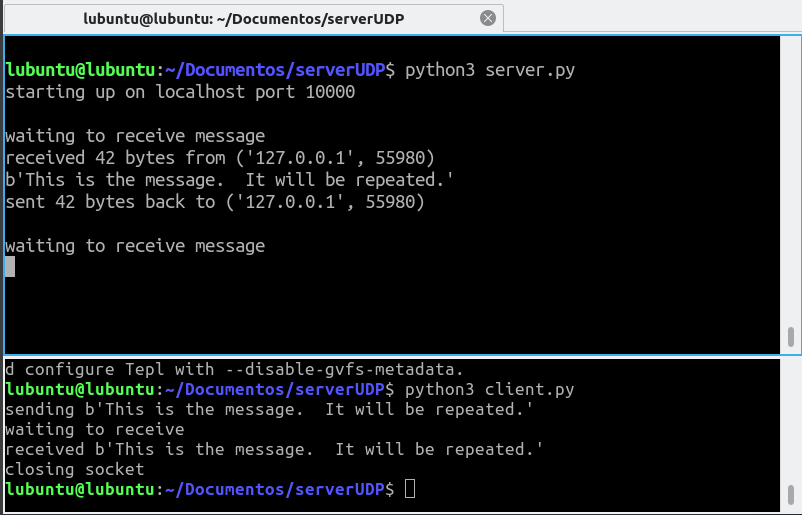 lubuntu@lubuntu: ~/Documentos/serverUDP
lubuntu@lubuntu:~/Documentos/serverUDP$ python3 server.py
starting up on localhost port 10000
waiting to receive message
received 42 bytes from ('127.0.0.1', 55980)
b'This is the message.  It will be repeated.'
sent 42 bytes back to ('127.0.0.1', 55980)
waiting to receive message
d configure Tepl with --disable-gvfs-metadata.
lubuntu@lubuntu:~/Documentos/serverUDP$ python3 client.py
sending b'This is the message.  It will be repeated.'
waiting to receive
received b'This is the message.  It will be repeated.'
closing socket
lubuntu@lubuntu:~/Documentos/serverUDP$